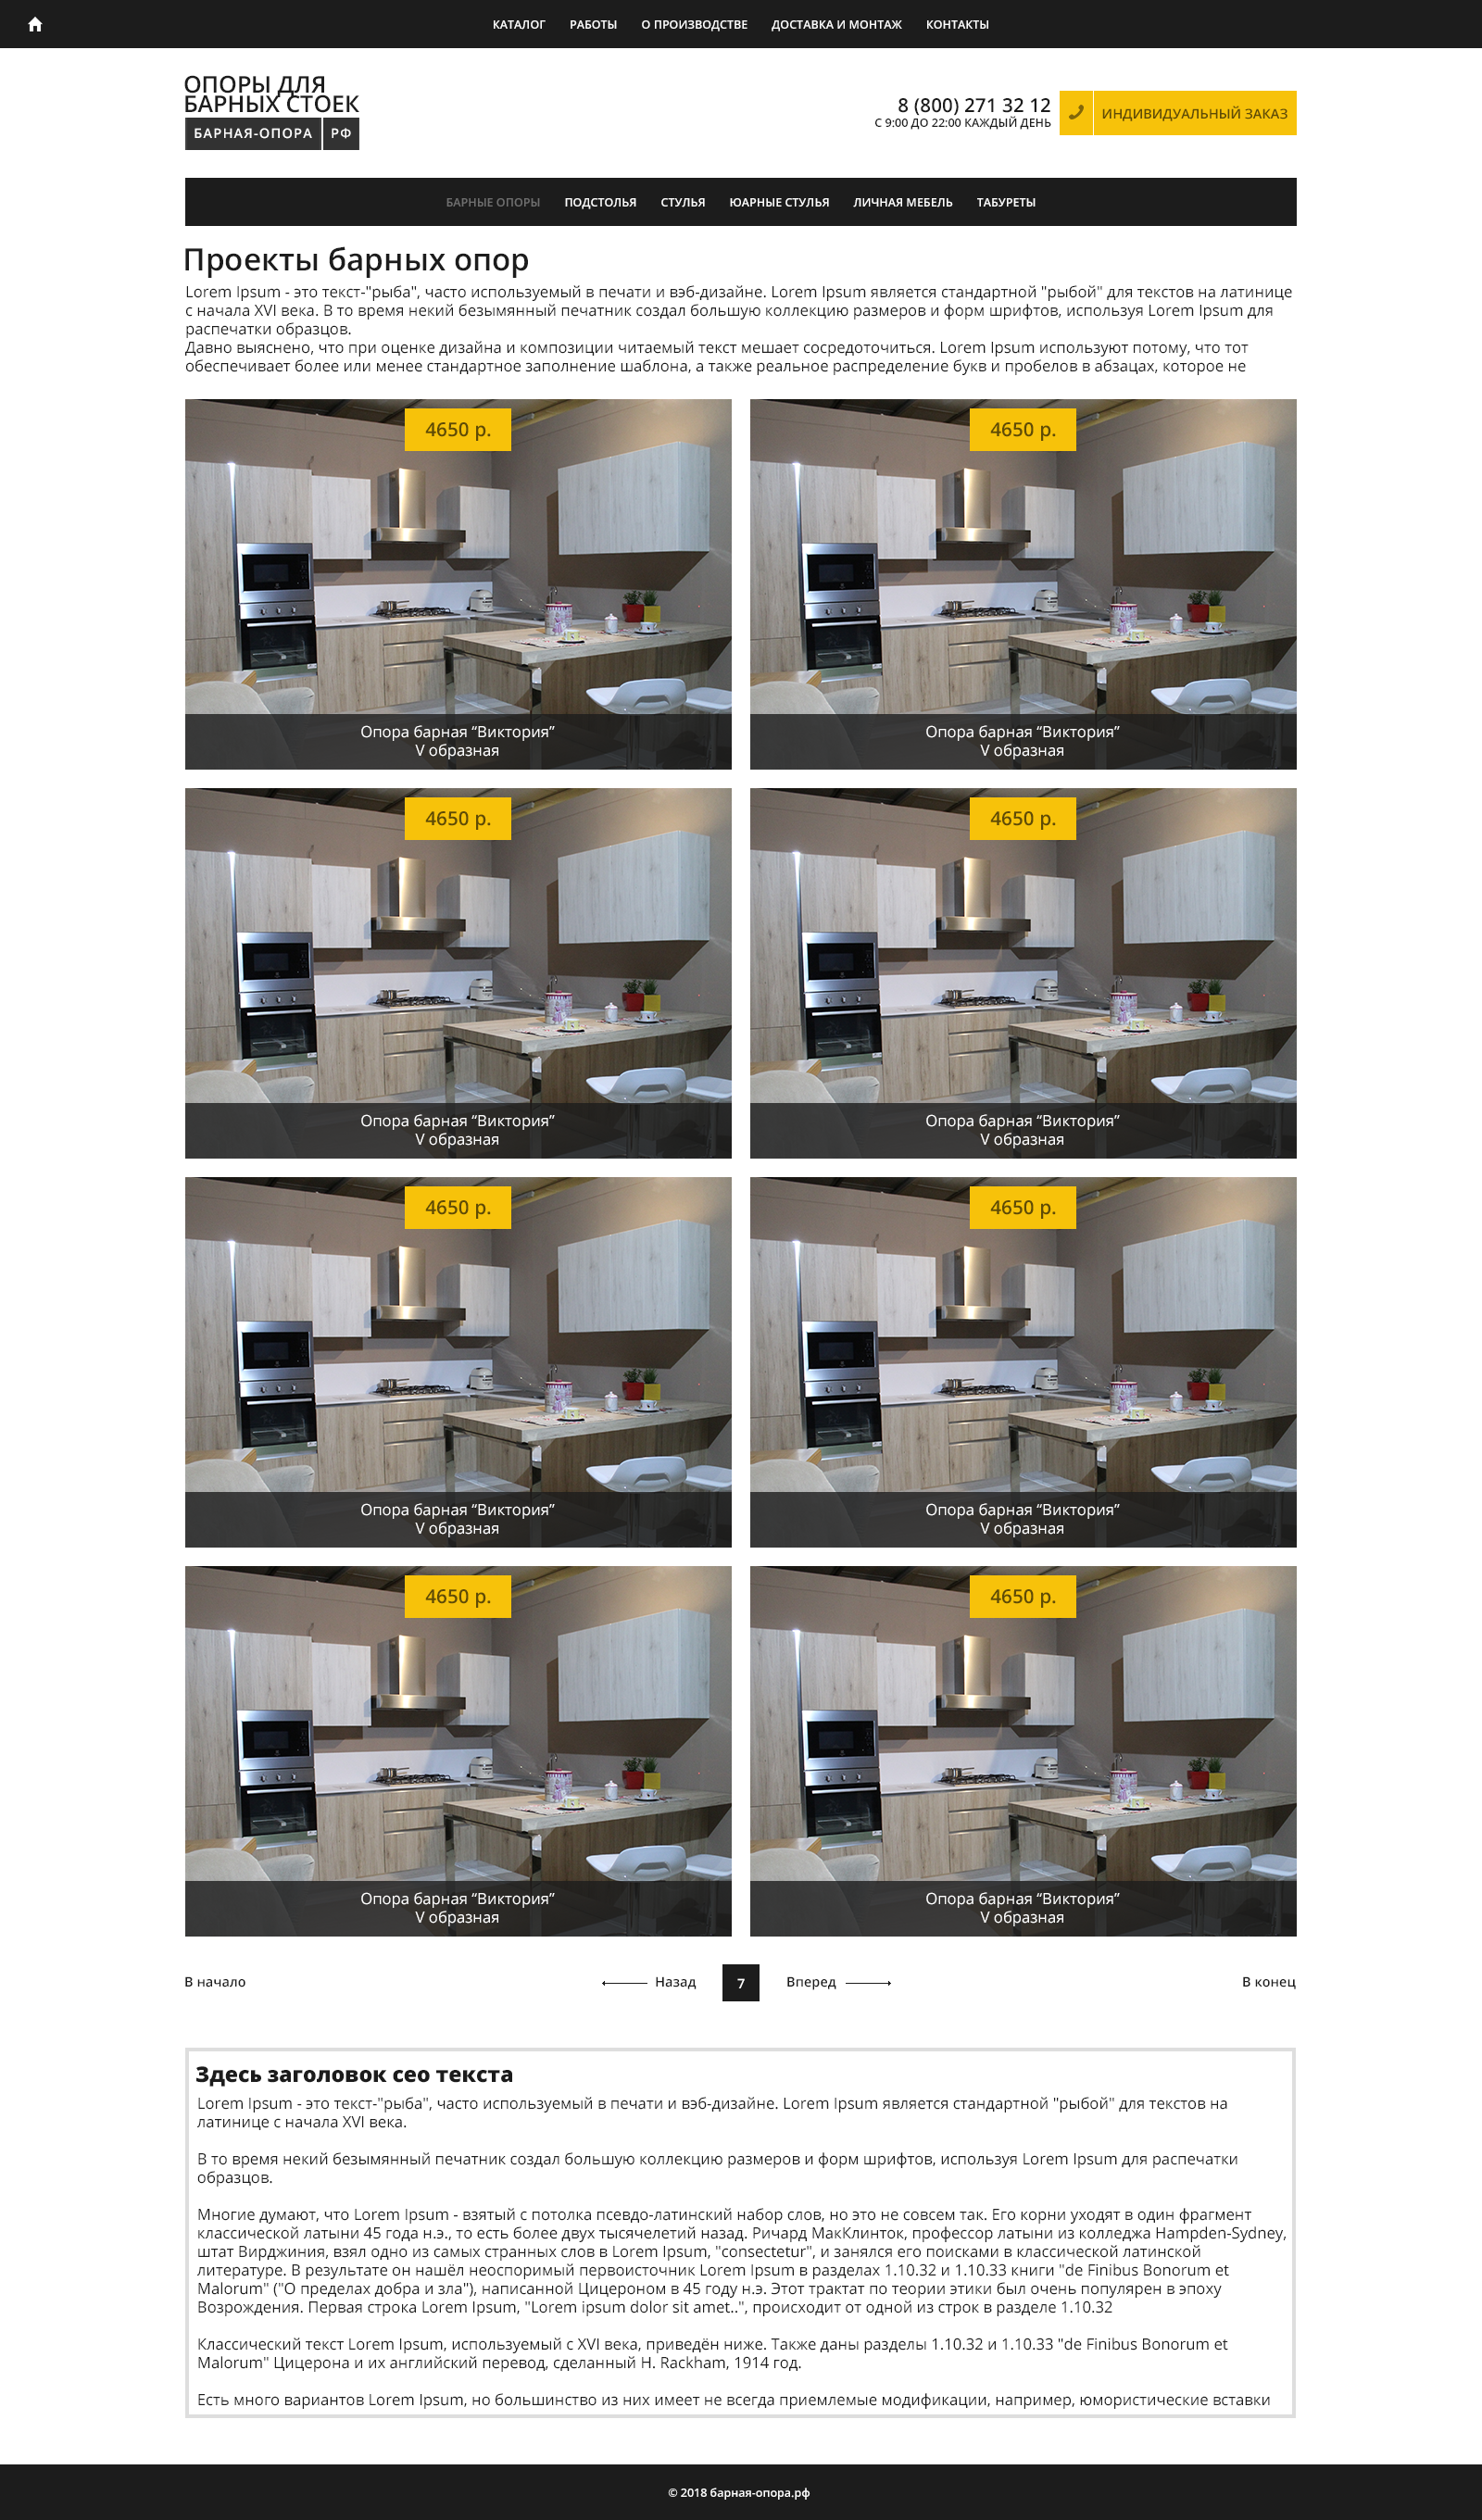 КАТАЛОГ РАБОТЫ О ПРОИЗВОДСТВЕ ДОСТАВКА И МОНТАЖ КОНТАКТЫ
ОПОРЫ ДЛЯ
БАРНЫХ СТОЕК
БАРНАЯ-ОПОРА РФ
8 (800) 271 32 12
С 9:00 ДО 22:00 КАЖДЫЙ ДЕНЬ
ИНДИВИДУАЛЬНЫЙ ЗАКАЗ
БАРНЫЕ ОПОРЫ ПОДСТОЛЬЯ СТУЛЬЯ ЮАРНЫЕ СТУЛЬЯ ЛИЧНАЯ МЕБЕЛЬ ТАБУРЕТЫ
Проекты барных опор
Lorem Ipsum - это текст-"рыба", часто используемый в печати и вэб-дизайне. Lorem Ipsum является стандартной "рыбой" для текстов на латинице
с начала XVI века. В то время некий безымянный печатник создал большую коллекцию размеров и форм шрифтов, используя Lorem Ipsum для
распечатки образцов.
Давно выяснено, что при оценке дизайна и композиции читаемый текст мешает сосредоточиться. Lorem Ipsum используют потому, что тот
обеспечивает более или менее стандартное заполнение шаблона, а также реальное распределение букв и пробелов в абзацах, которое не
4650 р.
Опора барная “Виктория”
V образная
4650 р.
Опора барная “Виктория”
V образная
4650 р.
Опора барная “Виктория”
V образная
4650 р.
Опора барная “Виктория”
V образная
4650 р.
Опора барная “Виктория”
V образная
4650 р.
Опора барная “Виктория”
V образная
4650 р.
Опора барная “Виктория”
V образная
4650 р.
Опора барная “Виктория”
V образная
В начало Назад 7 Вперед В конец
Здесь заголовок сео текста
Lorem Ipsum - это текст-"рыба", часто используемый в печати и вэб-дизайне. Lorem Ipsum является стандартной "рыбой" для текстов на
латинице с начала XVI века.
В то время некий безымянный печатник создал большую коллекцию размеров и форм шрифтов, используя Lorem Ipsum для распечатки
образцов.
Многие думают, что Lorem Ipsum - взятый с потолка псевдо-латинский набор слов, но это не совсем так. Его корни уходят в один фрагмент
классической латыни 45 года н.э., то есть более двух тысячелетий назад. Ричард МакКлинток, профессор латыни из колледжа Hampden-Sydney,
штат Вирджиния, взял одно из самых странных слов в Lorem Ipsum, "consectetur", и занялся его поисками в классической латинской
литературе. В результате он нашёл неоспоримый первоисточник Lorem Ipsum в разделах 1.10.32 и 1.10.33 книги "de Finibus Bonorum et
Malorum" ("О пределах добра и зла"), написанной Цицероном в 45 году н.э. Этот трактат по теории этики был очень популярен в эпоху
Возрождения. Первая строка Lorem Ipsum, "Lorem ipsum dolor sit amet..", происходит от одной из строк в разделе 1.10.32
Классический текст Lorem Ipsum, используемый с XVI века, приведён ниже. Также даны разделы 1.10.32 и 1.10.33 "de Finibus Bonorum et
Malorum" Цицерона и их английский перевод, сделанный H. Rackham, 1914 год.
Есть много вариантов Lorem Ipsum, но большинство из них имеет не всегда приемлемые модификации, например, юмористические вставки
© 2018 барная-опора.рф